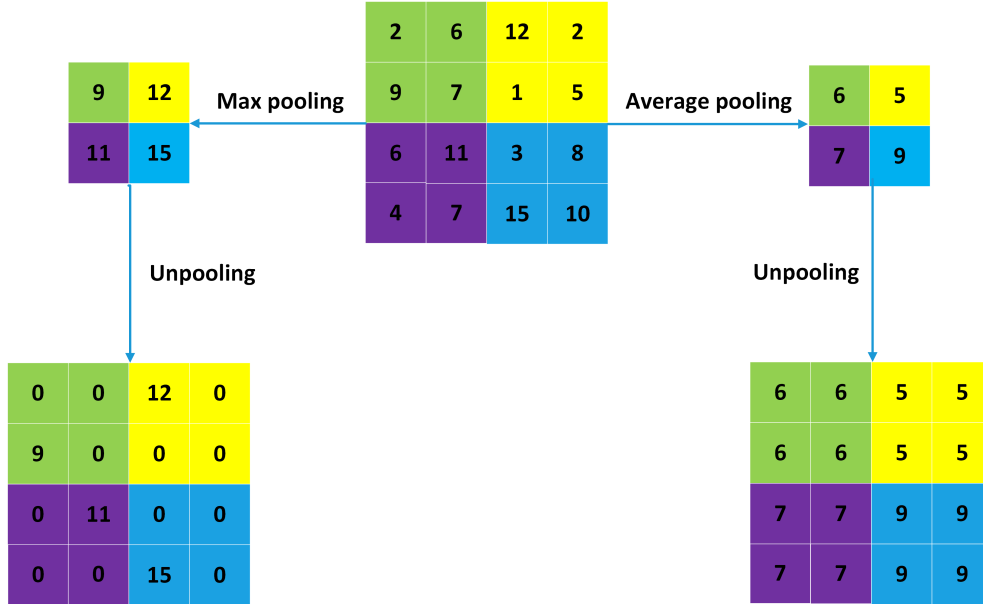 2 6 12 2
9 7 1 5
6 11 3 8
4 7 15 10
Max pooling
Average pooling
9 12
11 15
6 5
7 9
Unpooling
Unpooling
0 0 12 0
9 0 0 0
0 11 0 0
0 0 15 0
6 6 5 5
6 6 5 5
7 7 9 9
7 7 9 9